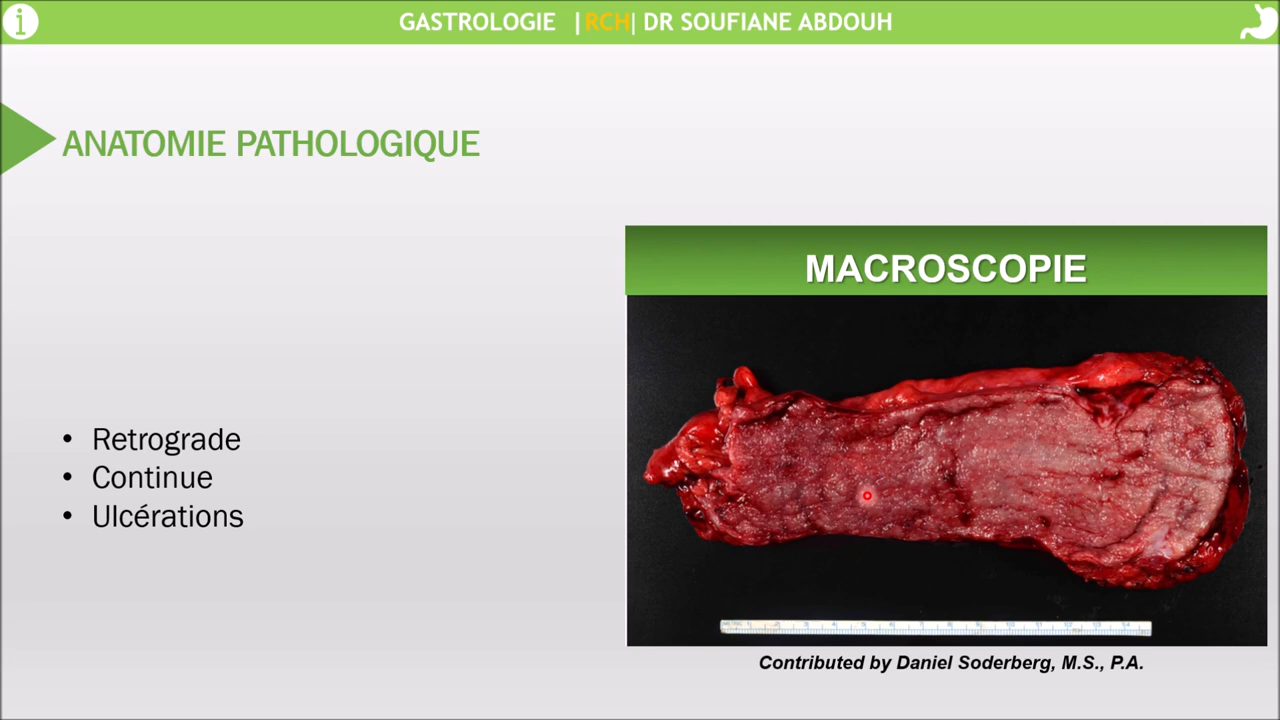 GASTROLOGIE |RCH| DR SOUFIANE ABDOUH
ANATOMIE PATHOLOGIQUE
MACROSCOPIE
• Retrograde
• Continue
• Ulcérations
Contributed by Daniel Soderberg, M.S., P.A.